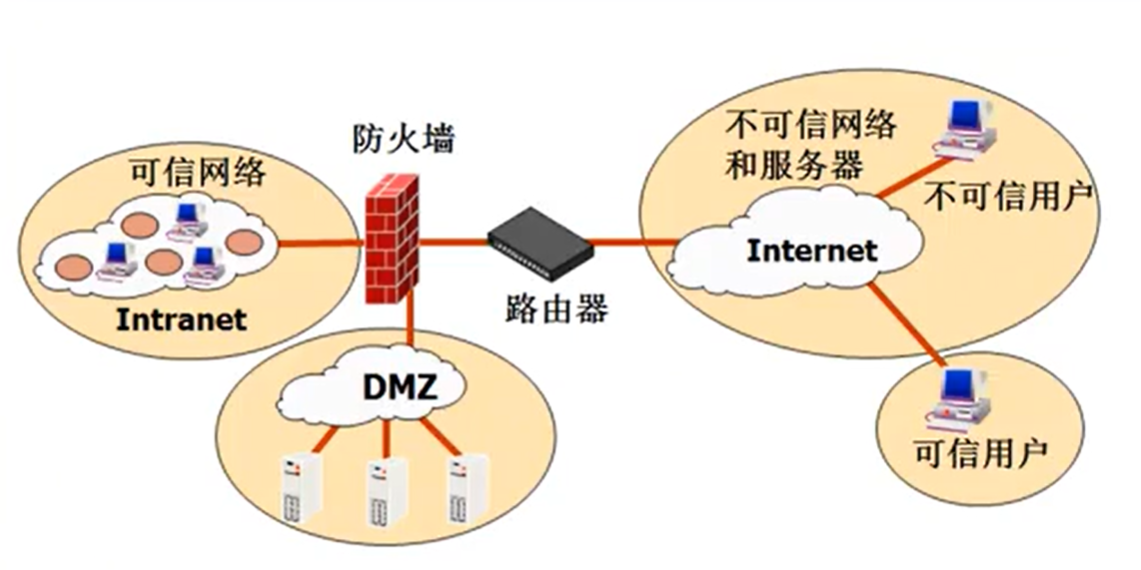 防火墙
可信网络
Intranet
DMZ
路由器
不可信网络
和服务器
不可信用户
Internet
可信用户